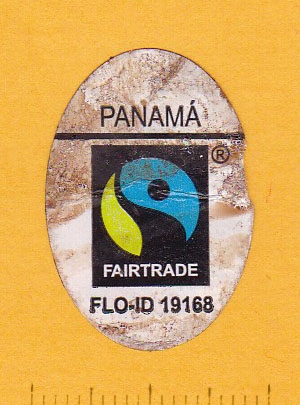 PANAMÁ
®
FAIRTRADE
FLO-ID 19168